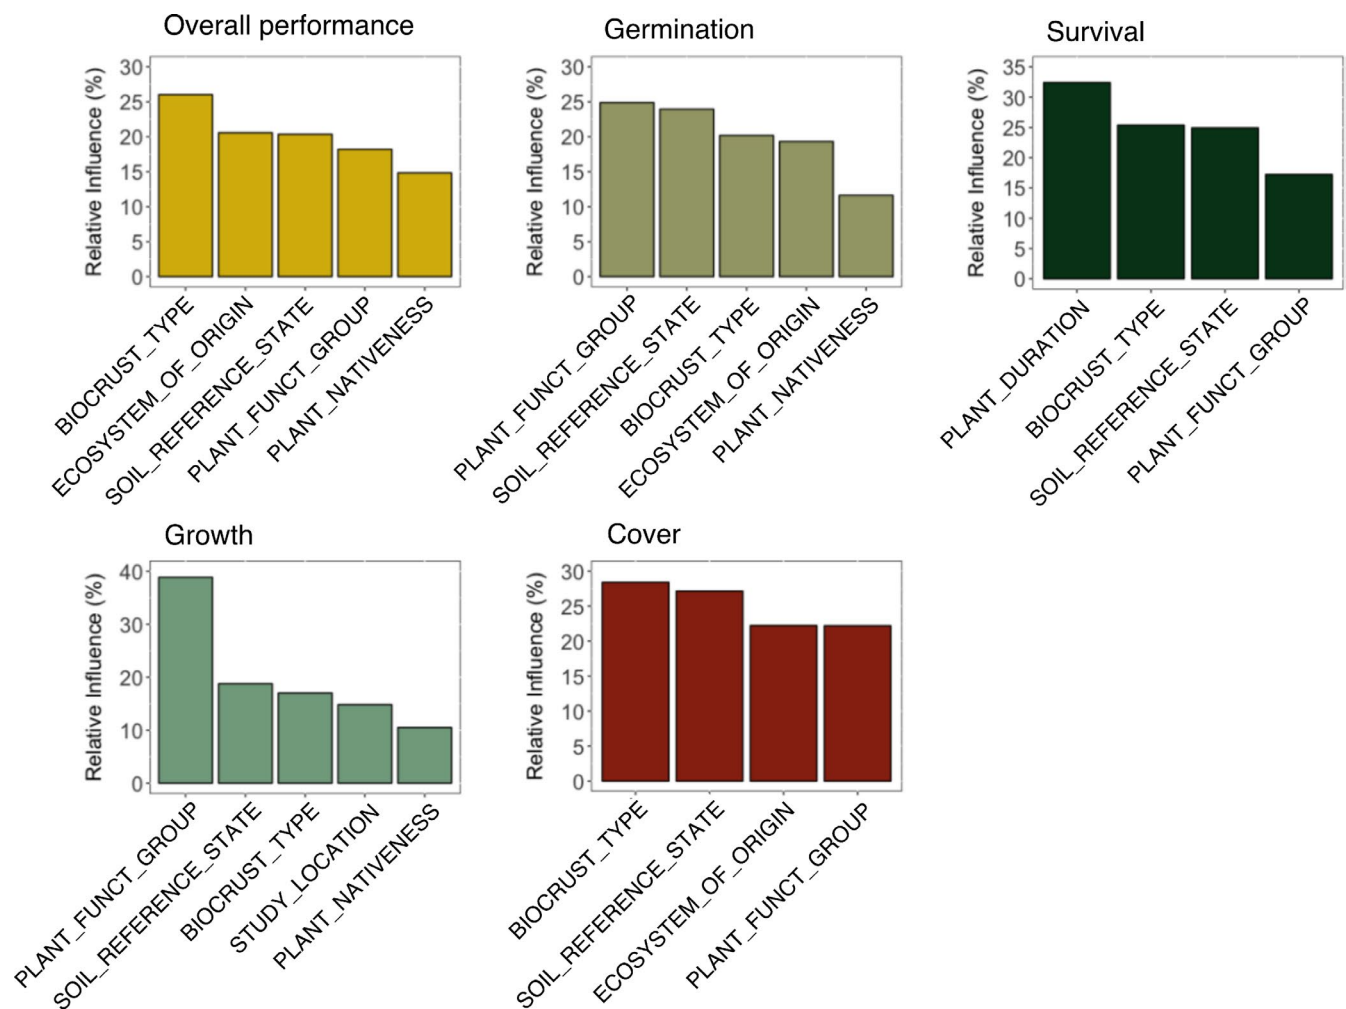 Overall performance
Relative Influence (%)
30
25
20
15
10
5
0
BIOCRUST_TYPE
ECOSYSTEM_OF_ORIGIN
SOIL_REFERENCE_STATE
PLANT_FUNCT_GROUP
PLANT_NATIVENESS
Germination
Relative Influence (%)
30
25
20
15
10
5
0
PLANT_FUNCT_GROUP
SOIL_REFERENCE_STATE
BIOCRUST_TYPE
ECOSYSTEM_OF_ORIGIN
PLANT_NATIVENESS
Survival
Relative Influence (%)
35
30
25
20
15
10
5
0
PLANT_DURATION
BIOCRUST_TYPE
SOIL_REFERENCE_STATE
PLANT_FUNCT_GROUP
Growth
Relative Influence (%)
40
30
20
10
0
PLANT_FUNCT_GROUP
SOIL_REFERENCE_STATE
BIOCRUST_TYPE
STUDY_LOCATION
PLANT_NATIVENESS
Cover
Relative Influence (%)
30
25
20
15
10
5
0
BIOCRUST_TYPE
SOIL_REFERENCE_STATE
ECOSYSTEM_OF_ORIGIN
PLANT_FUNCT_GROUP